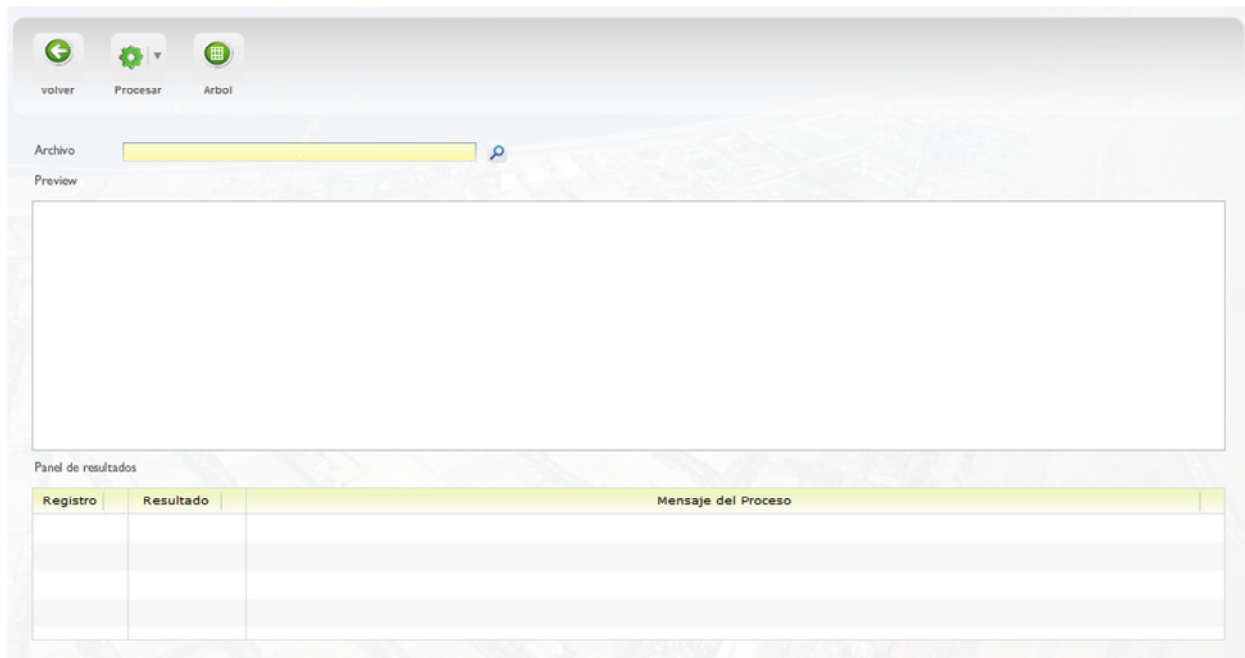 volver Procesar Arbol
Archivo
Preview
Panel de resultados
Registro Resultado Mensaje del Proceso